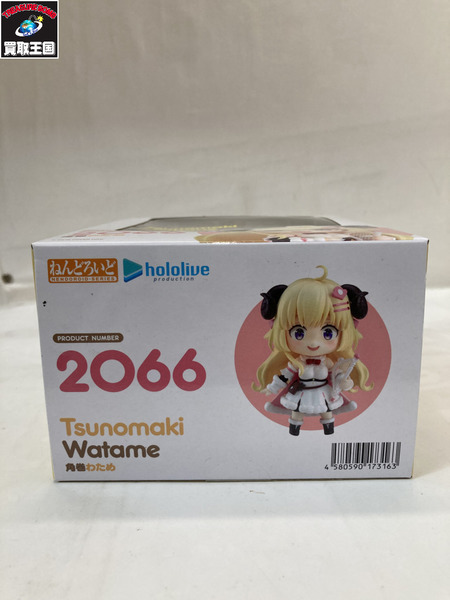 TREASURE KING
買取王国
ねんどろいど
NENDOROID SERIES
hololive
production
PRODUCT NUMBER
2066
Tsunomaki
Watame
角巻わため
4 580590 173163